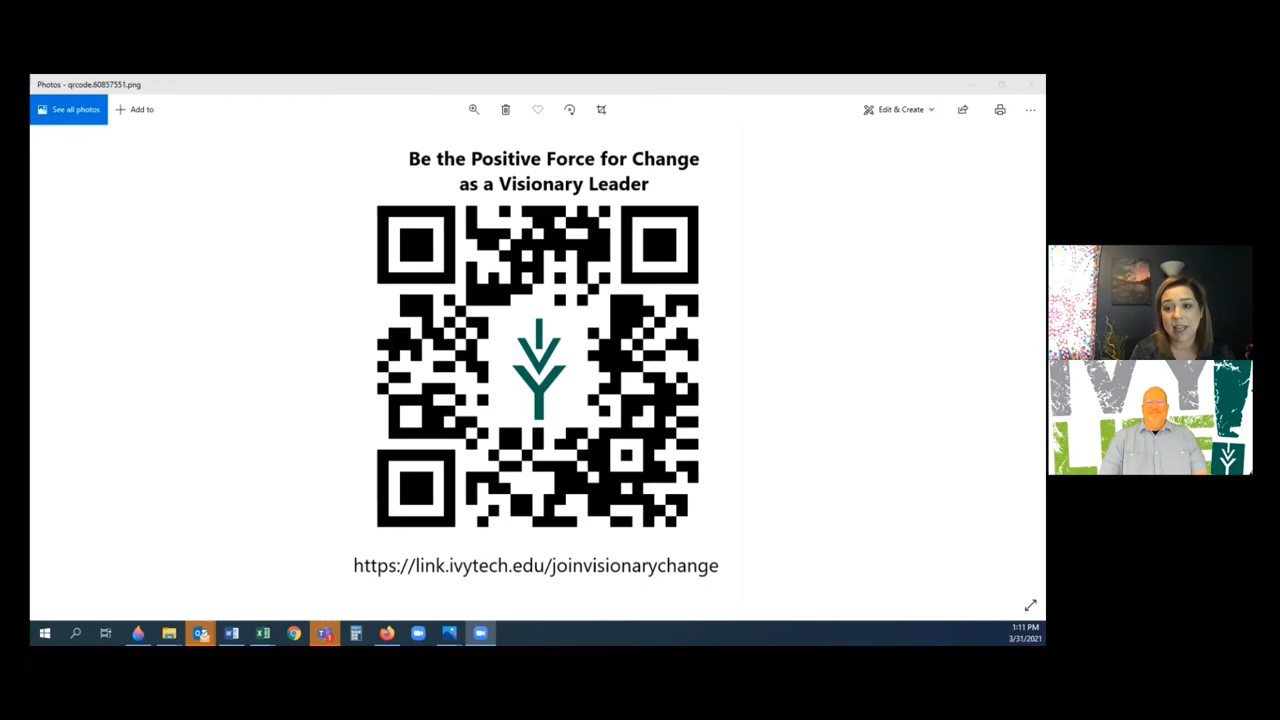 Photos - qrcode.60857551.png
See all photos
Add to
Edit & Create
Be the Positive Force for Change
as a Visionary Leader
https://link.ivytech.edu/joinvisionarychange
IVY
1:11 PM
3/31/2021